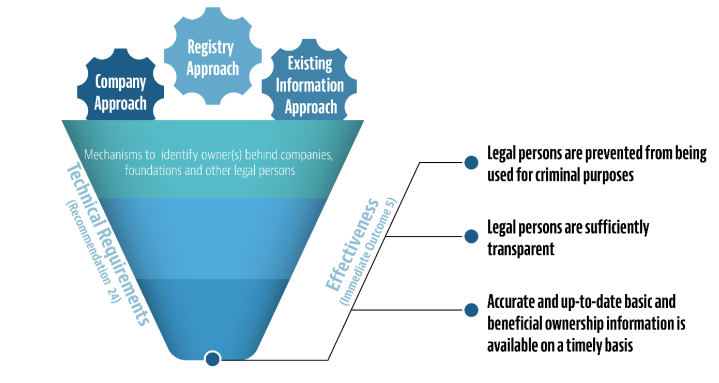 Company
Approach
Registry
Approach
Existing
Information
Approach
Mechanisms to identify owner(s) behind companies,
foundations and other legal persons
Technical Requirements
(Recommendation 24)
Effectiveness
(Immediate Outcome 5)
Legal persons are prevented from being
used for criminal purposes
Legal persons are sufficiently
transparent
Accurate and up-to-date basic and
beneficial ownership information is
available on a timely basis